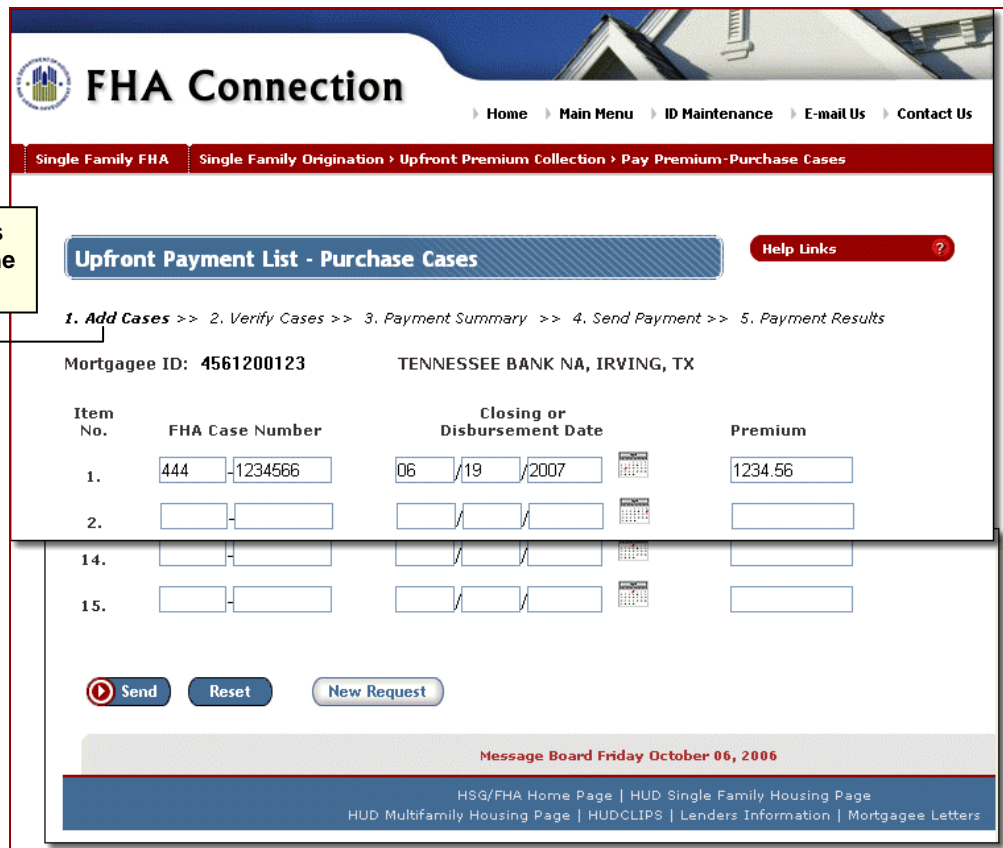 FHA Connection
Home Main Menu ID Maintenance E-mail Us Contact Us
Single Family FHA Single Family Origination > Upfront Premium Collection > Pay Premium-Purchase Cases
Upfront Payment List - Purchase Cases
Help Links ?
1. Add Cases >> 2. Verify Cases >> 3. Payment Summary >> 4. Send Payment >> 5. Payment Results
Mortgagee ID: 4561200123 TENNESSEE BANK NA, IRVING, TX
Item No. FHA Case Number Closing or Disbursement Date Premium
1. 444 -1234566 06 /19 /2007 1234.56
2. - / /
14. - / /
15. - / /
Send Reset New Request
Message Board Friday October 06, 2006
HSG/FHA Home Page | HUD Single Family Housing Page
HUD Multifamily Housing Page | HUDCLIPS | Lenders Information | Mortgagee Letters